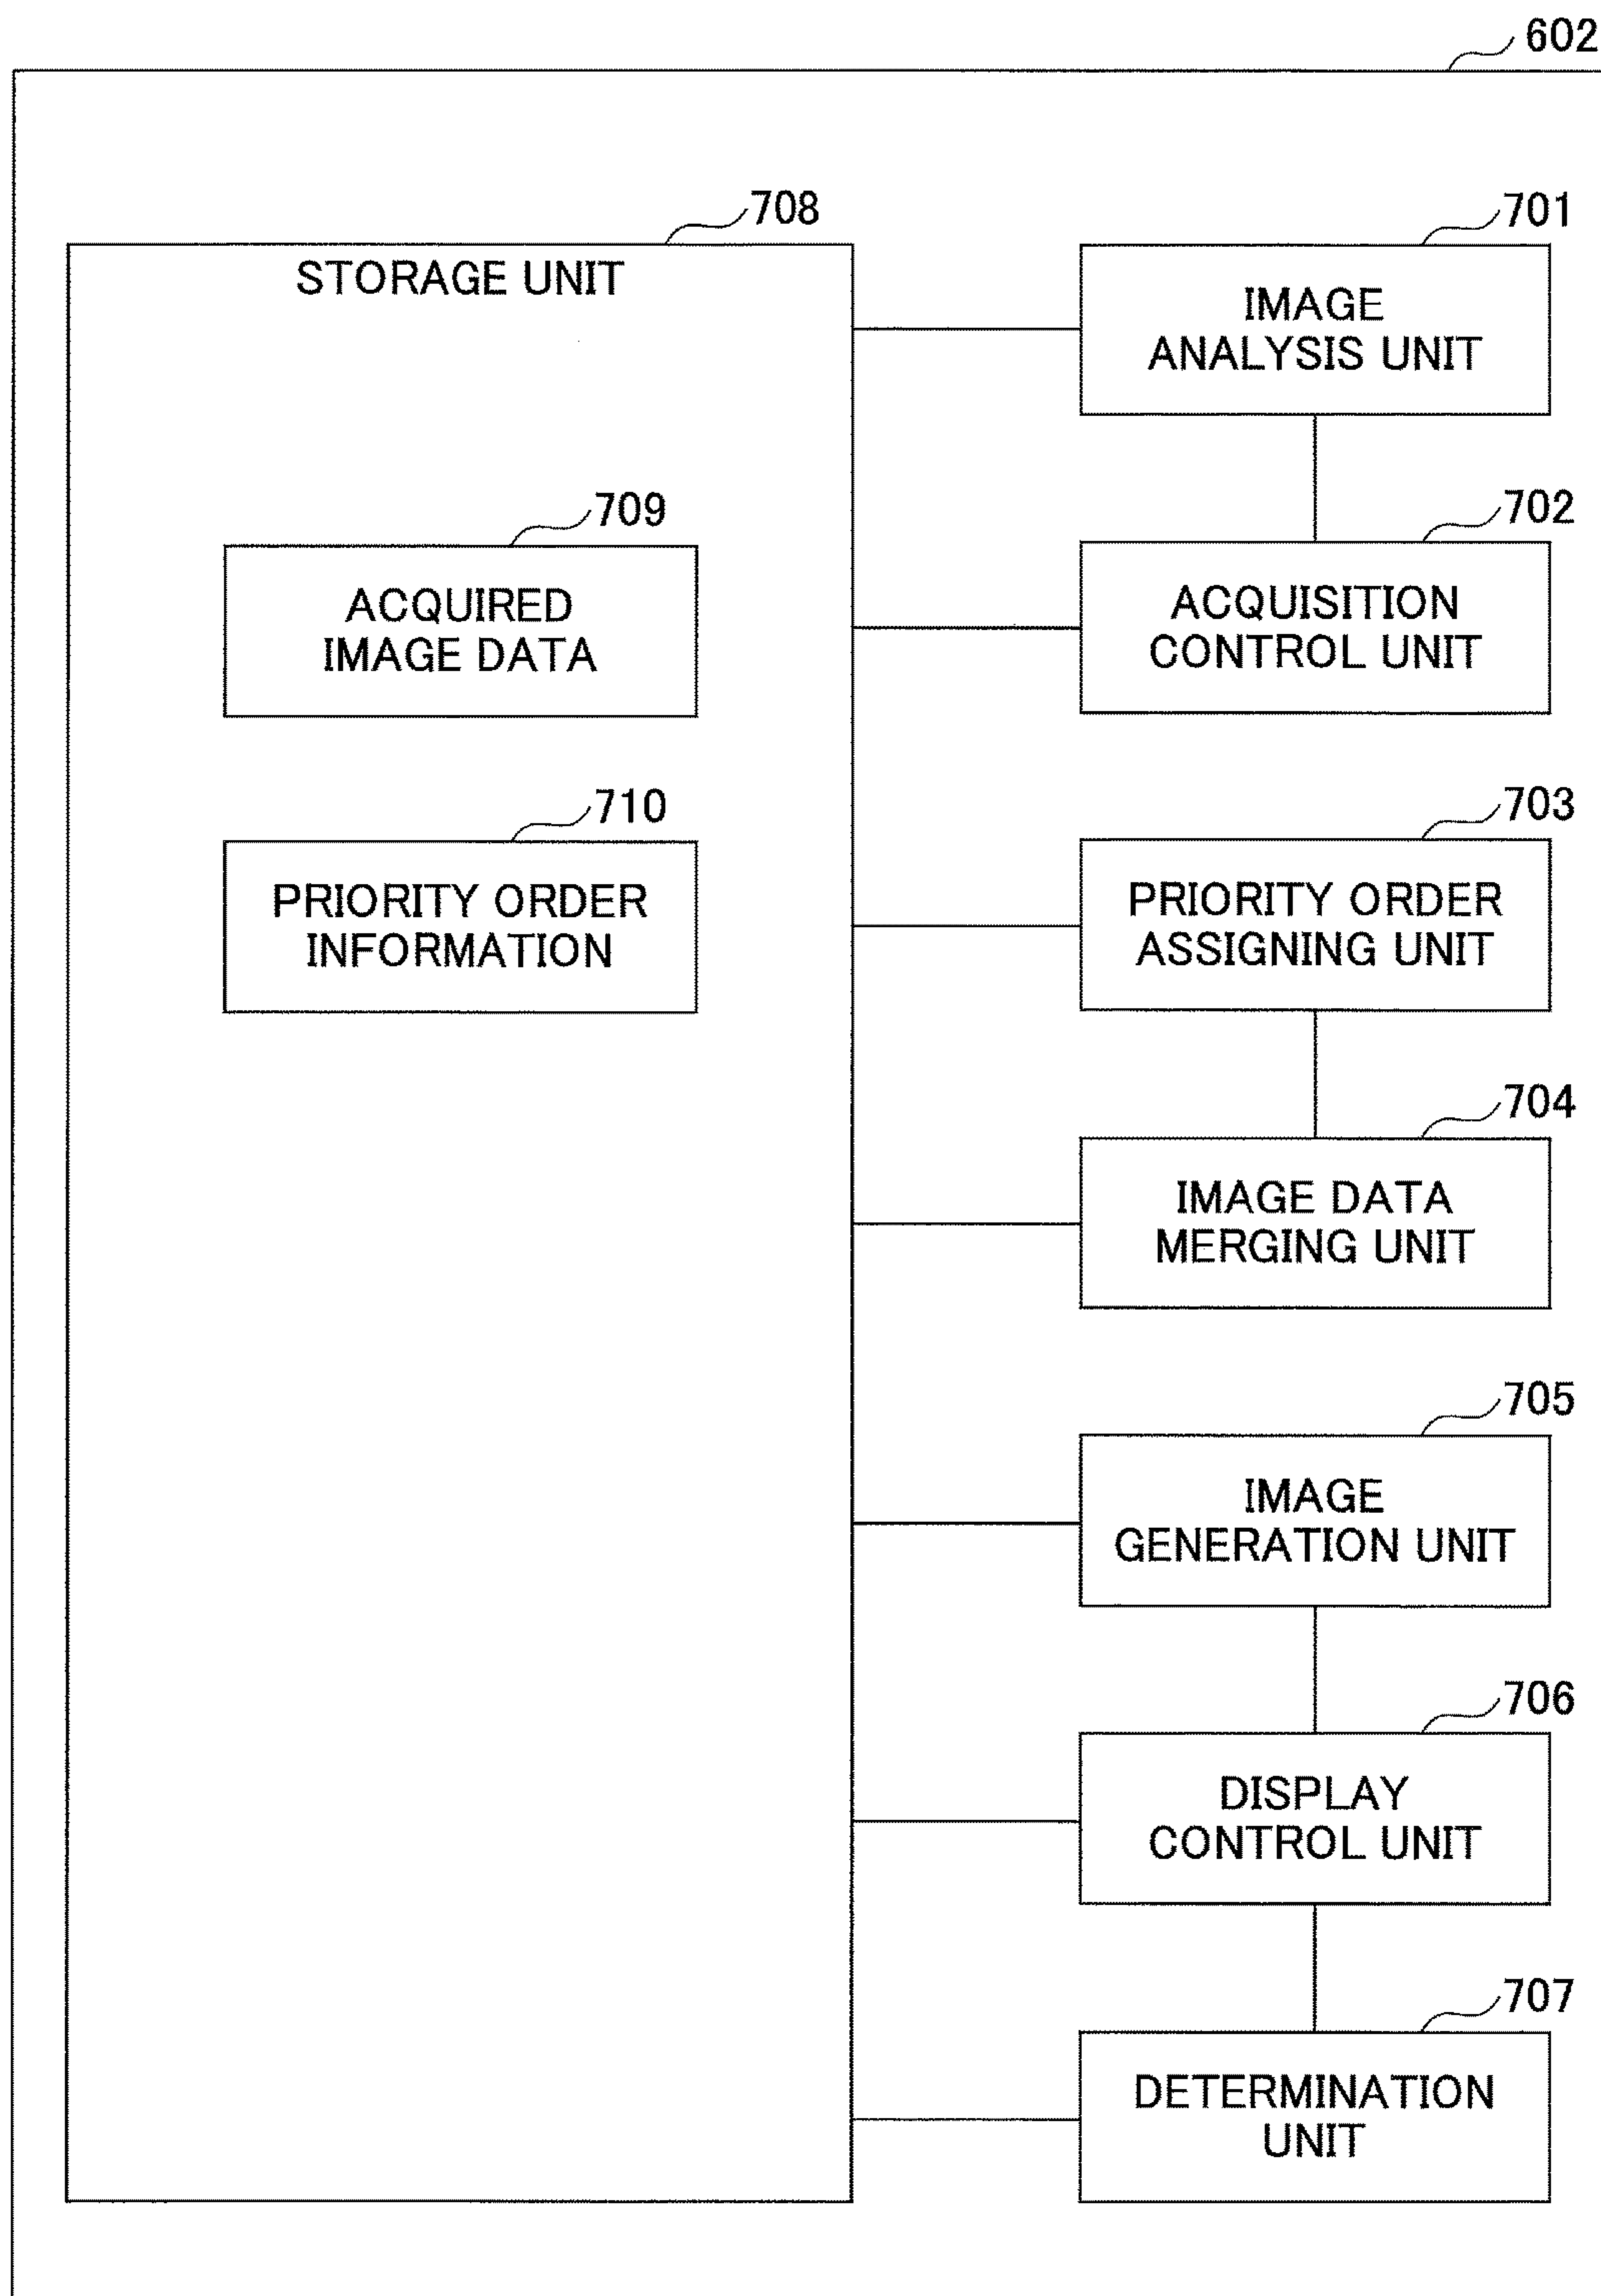 602
708
STORAGE UNIT
709
ACQUIRED
IMAGE DATA
710
PRIORITY ORDER
INFORMATION
701
IMAGE
ANALYSIS UNIT
702
ACQUISITION
CONTROL UNIT
703
PRIORITY ORDER
ASSIGNING UNIT
704
IMAGE DATA
MERGING UNIT
705
IMAGE
GENERATION UNIT
706
DISPLAY
CONTROL UNIT
707
DETERMINATION
UNIT